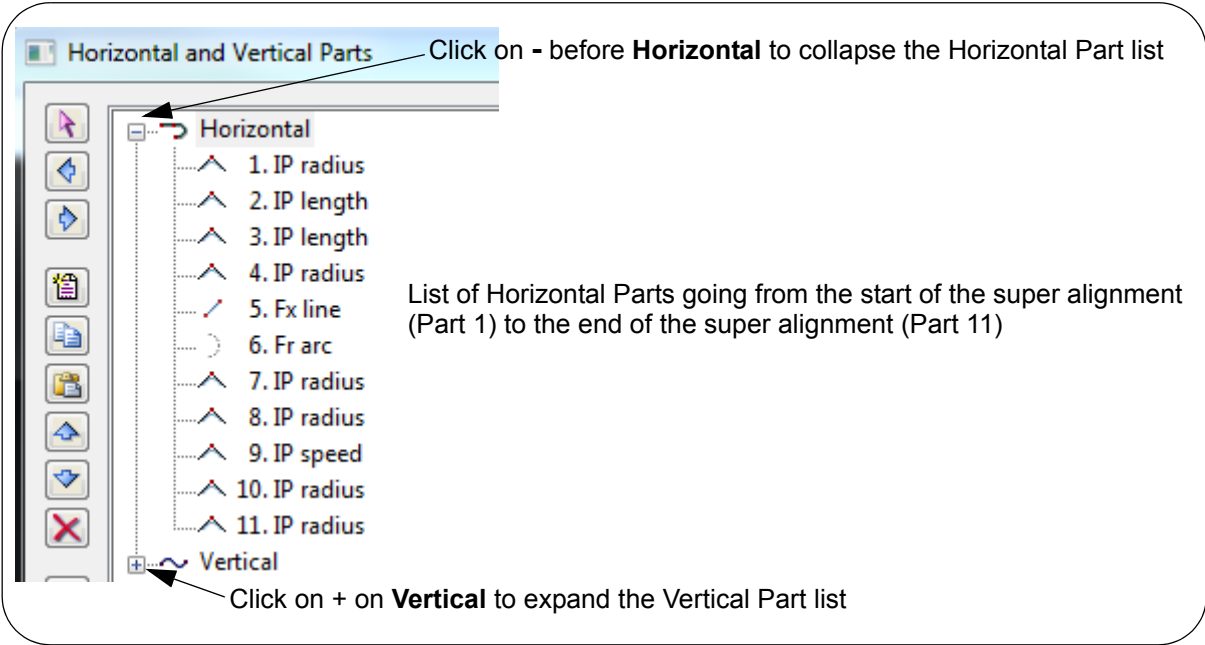 Horizontal and Vertical Parts
Click on - before Horizontal to collapse the Horizontal Part list
Horizontal
1. IP radius
2. IP length
3. IP length
4. IP radius
5. Fx line
6. Fr arc
7. IP radius
8. IP radius
9. IP speed
10. IP radius
11. IP radius
List of Horizontal Parts going from the start of the super alignment
(Part 1) to the end of the super alignment (Part 11)
Vertical
Click on + on Vertical to expand the Vertical Part list